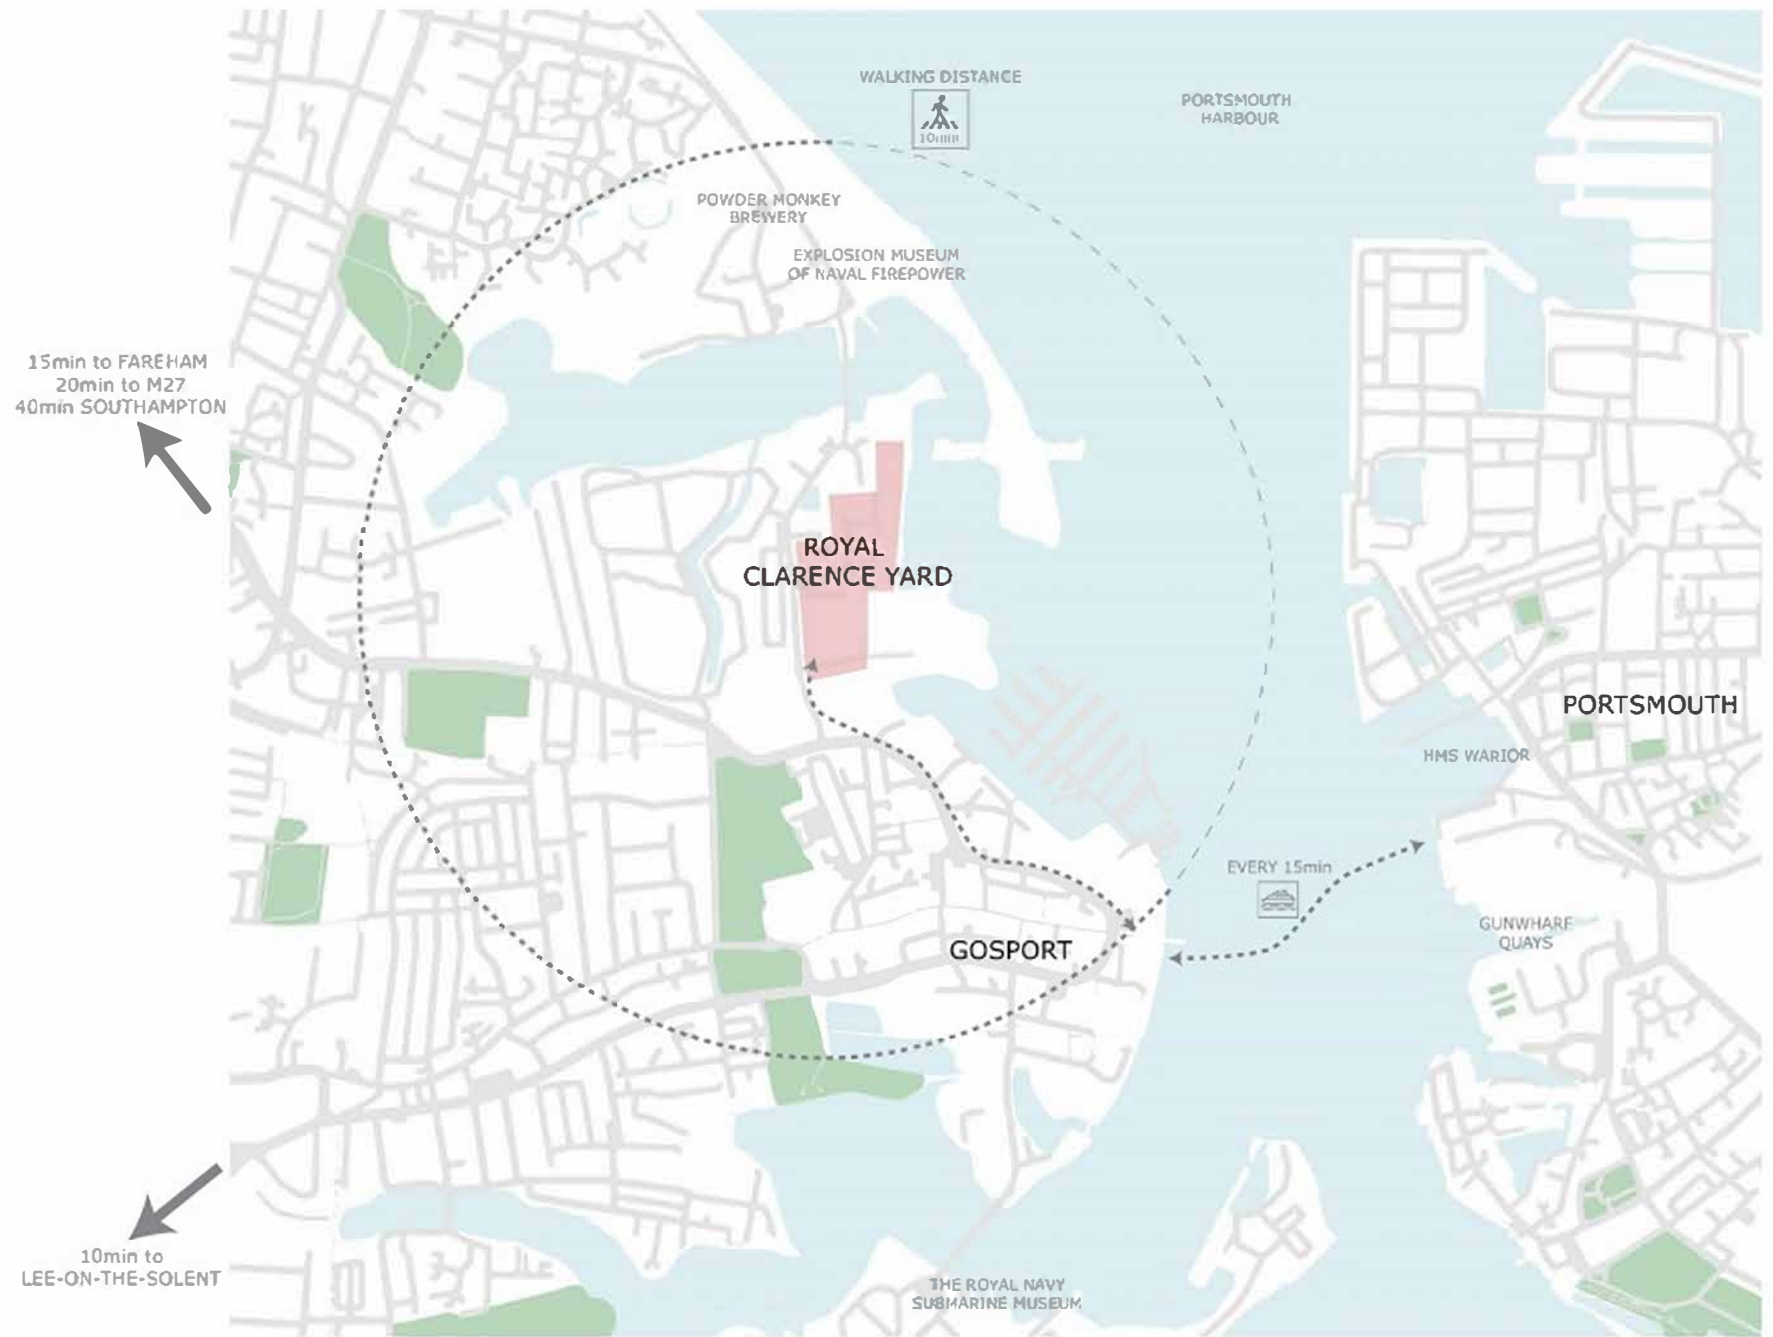 WALKING DISTANCE
10min
PORTSMOUTH
HARBOUR
POWDER MONKEY
BREWERY
EXPLOSION MUSEUM
OF NAVAL FIREPOWER
15min to FAREHAM
20min to M27
40min SOUTHAMPTON
ROYAL
CLARENCE YARD
PORTSMOUTH
HMS WARIOR
EVERY 15min
GUNWHARF
QUAYS
GOSPORT
10min to
LEE-ON-THE-SOLENT
THE ROYAL NAVY
SUBMARINE MUSEUM